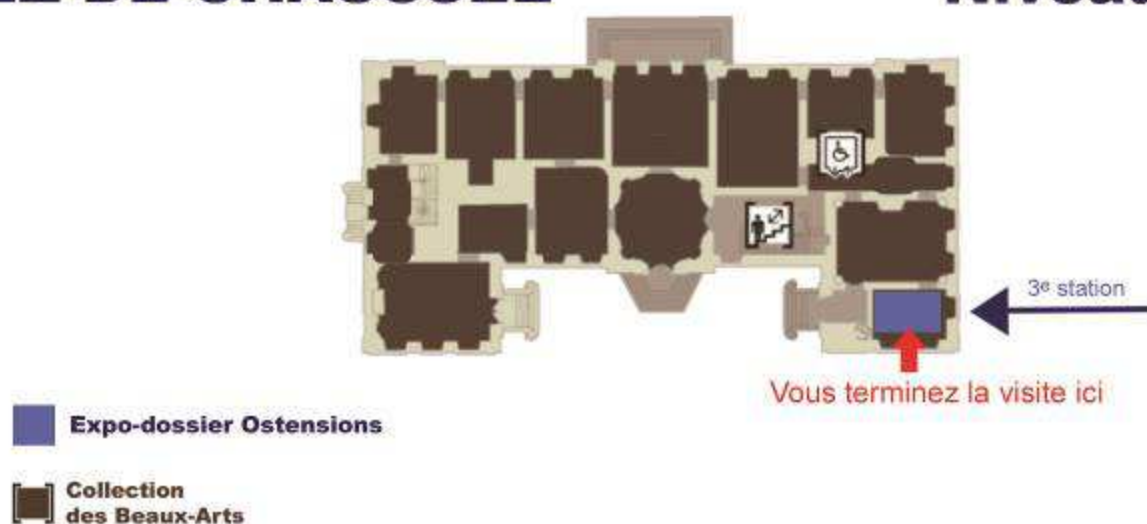 3e station
Vous terminez la visite ici
Expo-dossier Ostensions
Collection
des Beaux-Arts